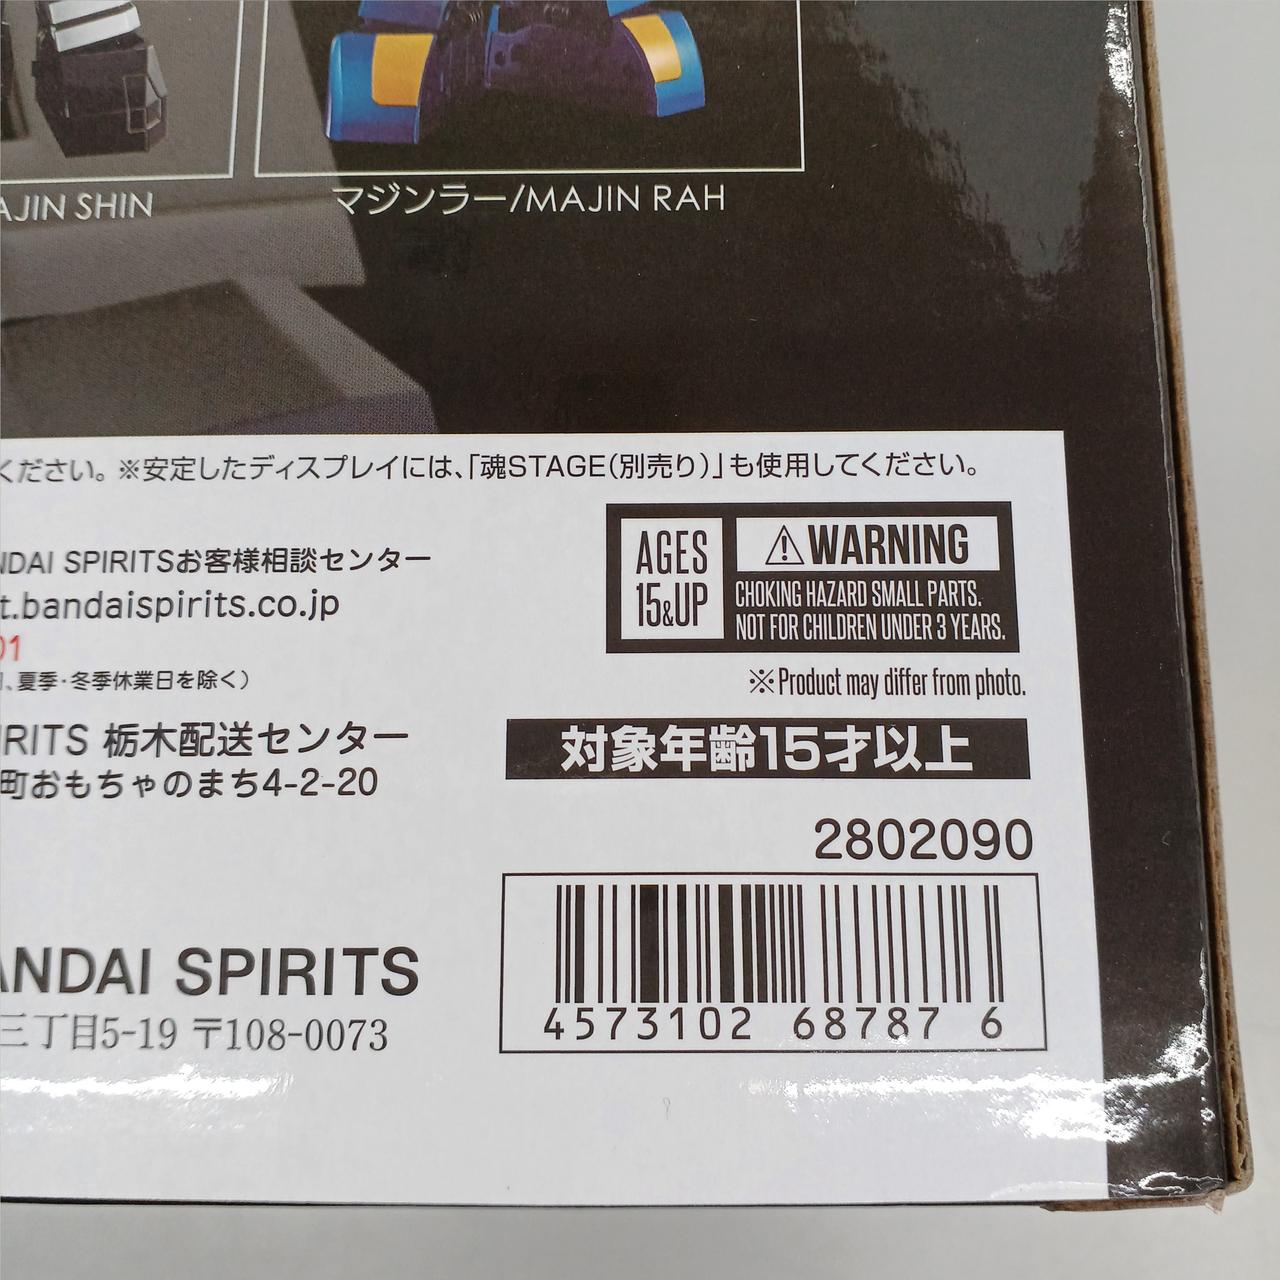 AJIN SHIN
マジンラー/MAJIN RAH
ください。※安定したディスプレイには、「魂STAGE(別売り)」も使用してください。
NDAI SPIRITSお客様相談センター
t.bandaispirits.co.jp
01
、夏季・冬季休業日を除く)
AGES
15&UP
⚠WARNING
CHOKING HAZARD SMALL PARTS.
NOT FOR CHILDREN UNDER 3 YEARS.
※Product may differ from photo.
IRITS 栃木配送センター
町おもちゃのまち4-2-20
対象年齢15才以上
2802090
ANDAI SPIRITS
三丁目5-19 〒108-0073
4573102 68787 6